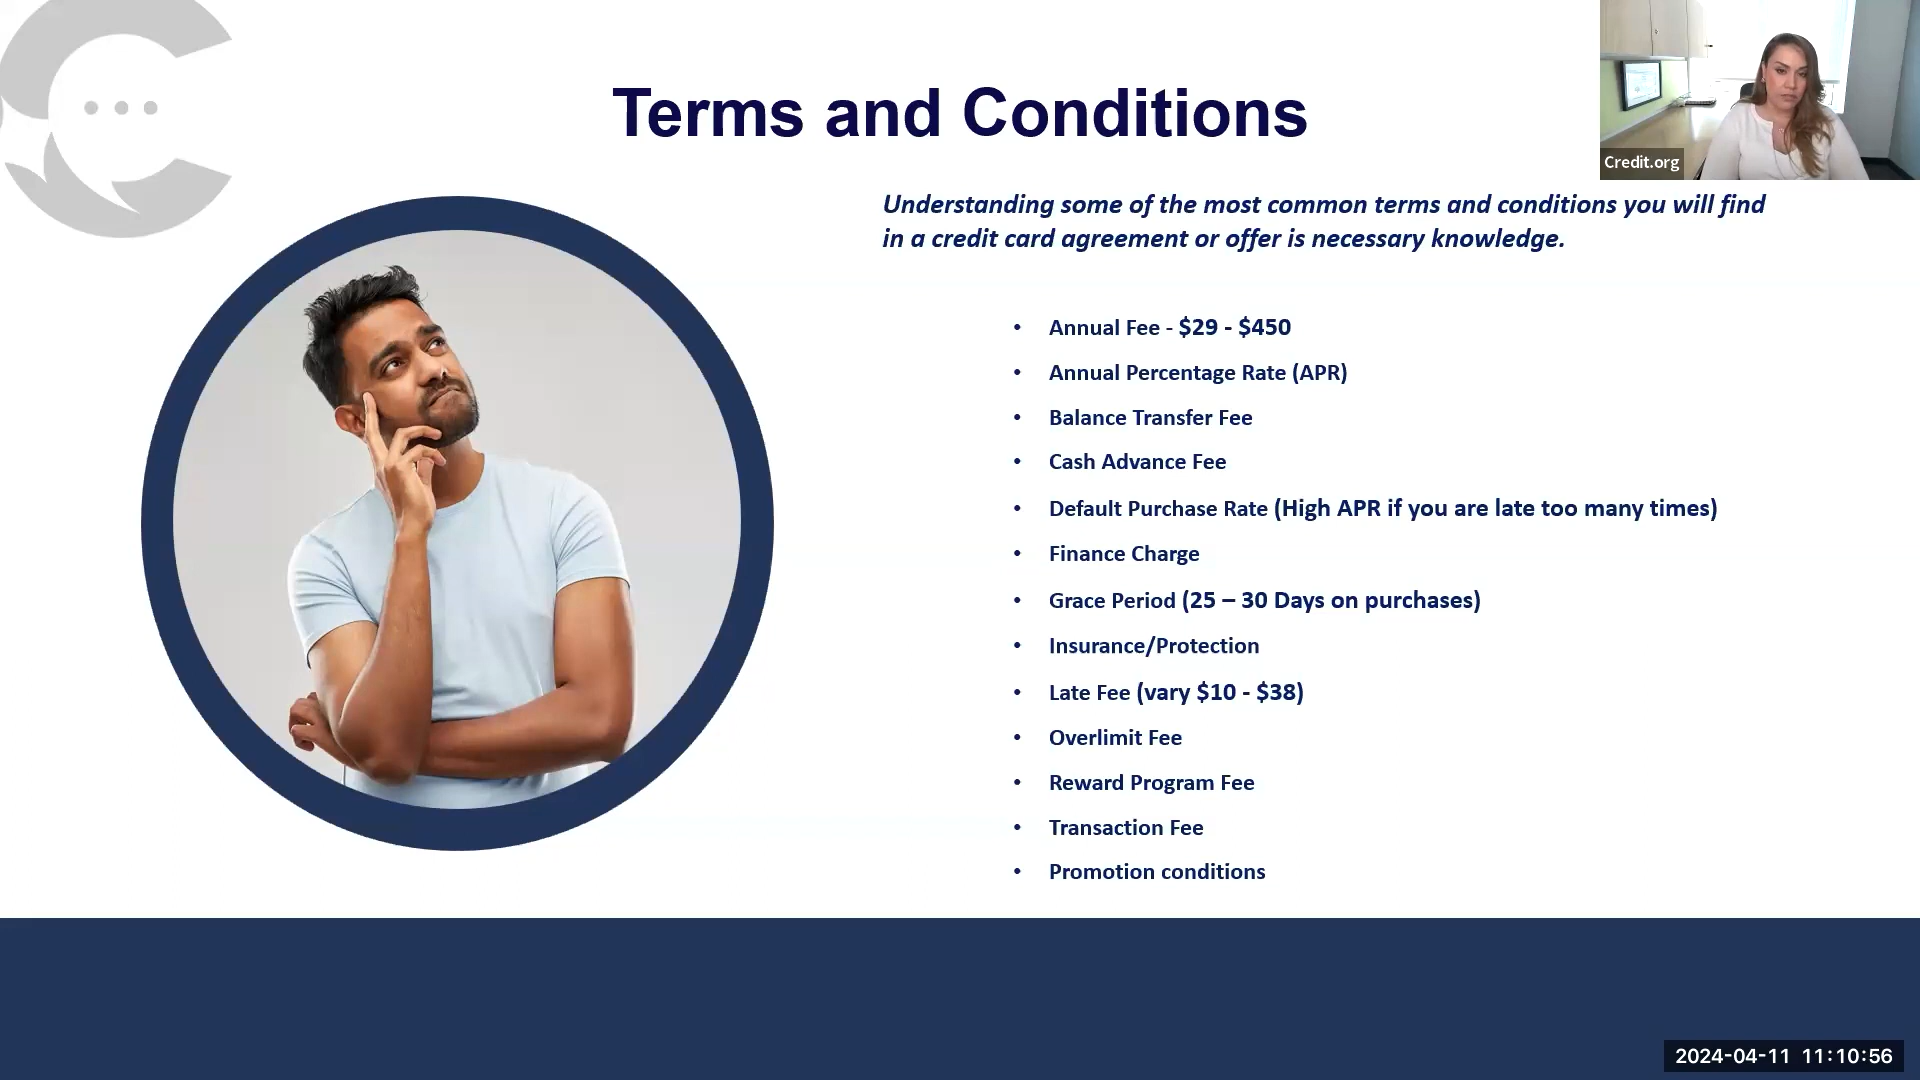 Terms and Conditions
Credit.org
Understanding some of the most common terms and conditions you will find
in a credit card agreement or offer is necessary knowledge.
• Annual Fee - $29 - $450
• Annual Percentage Rate (APR)
• Balance Transfer Fee
• Cash Advance Fee
• Default Purchase Rate (High APR if you are late too many times)
• Finance Charge
• Grace Period (25 – 30 Days on purchases)
• Insurance/Protection
• Late Fee (vary $10 - $38)
• Overlimit Fee
• Reward Program Fee
• Transaction Fee
• Promotion conditions
2024-04-11 11:10:56